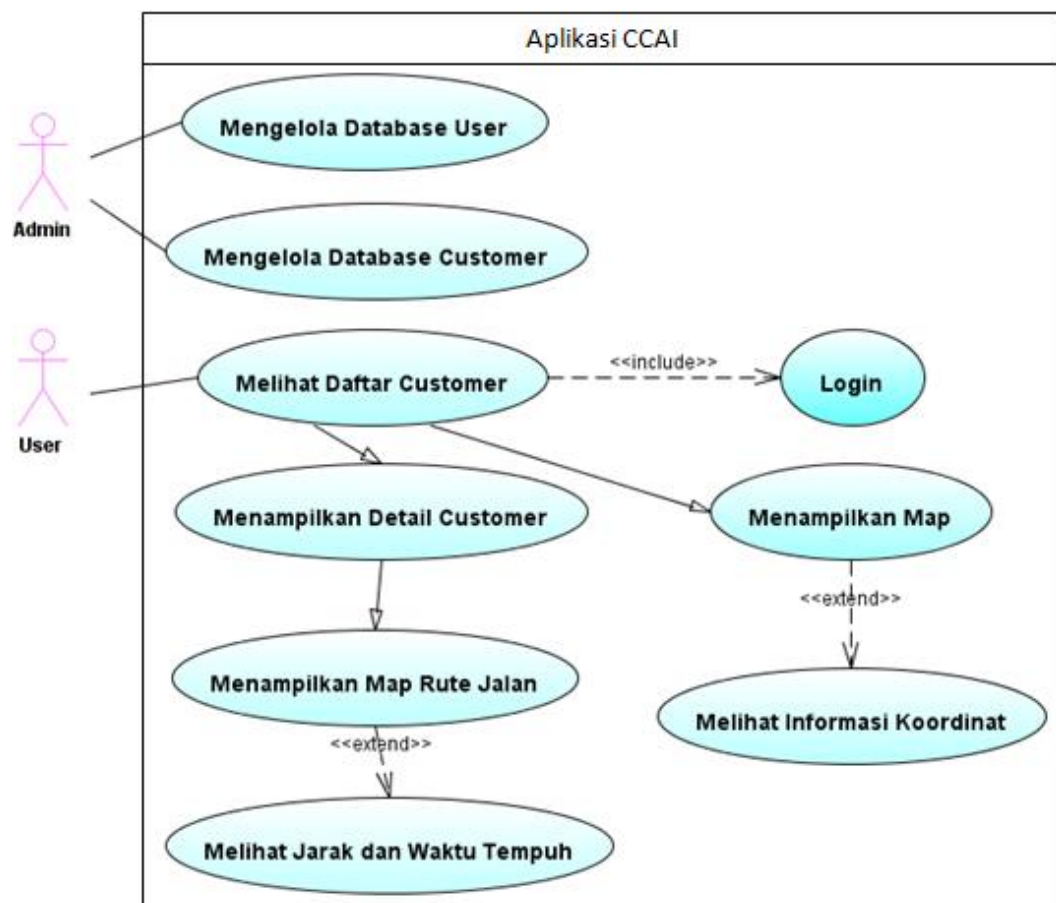 Aplikasi CCAI
Mengelola Database User
Admin
Mengelola Database Customer
Melihat Daftar Customer
<<include>>
Login
User
Menampilkan Detail Customer
Menampilkan Map
<<extend>>
Menampilkan Map Rute Jalan
Melihat Informasi Koordinat
<<extend>>
Melihat Jarak dan Waktu Tempuh